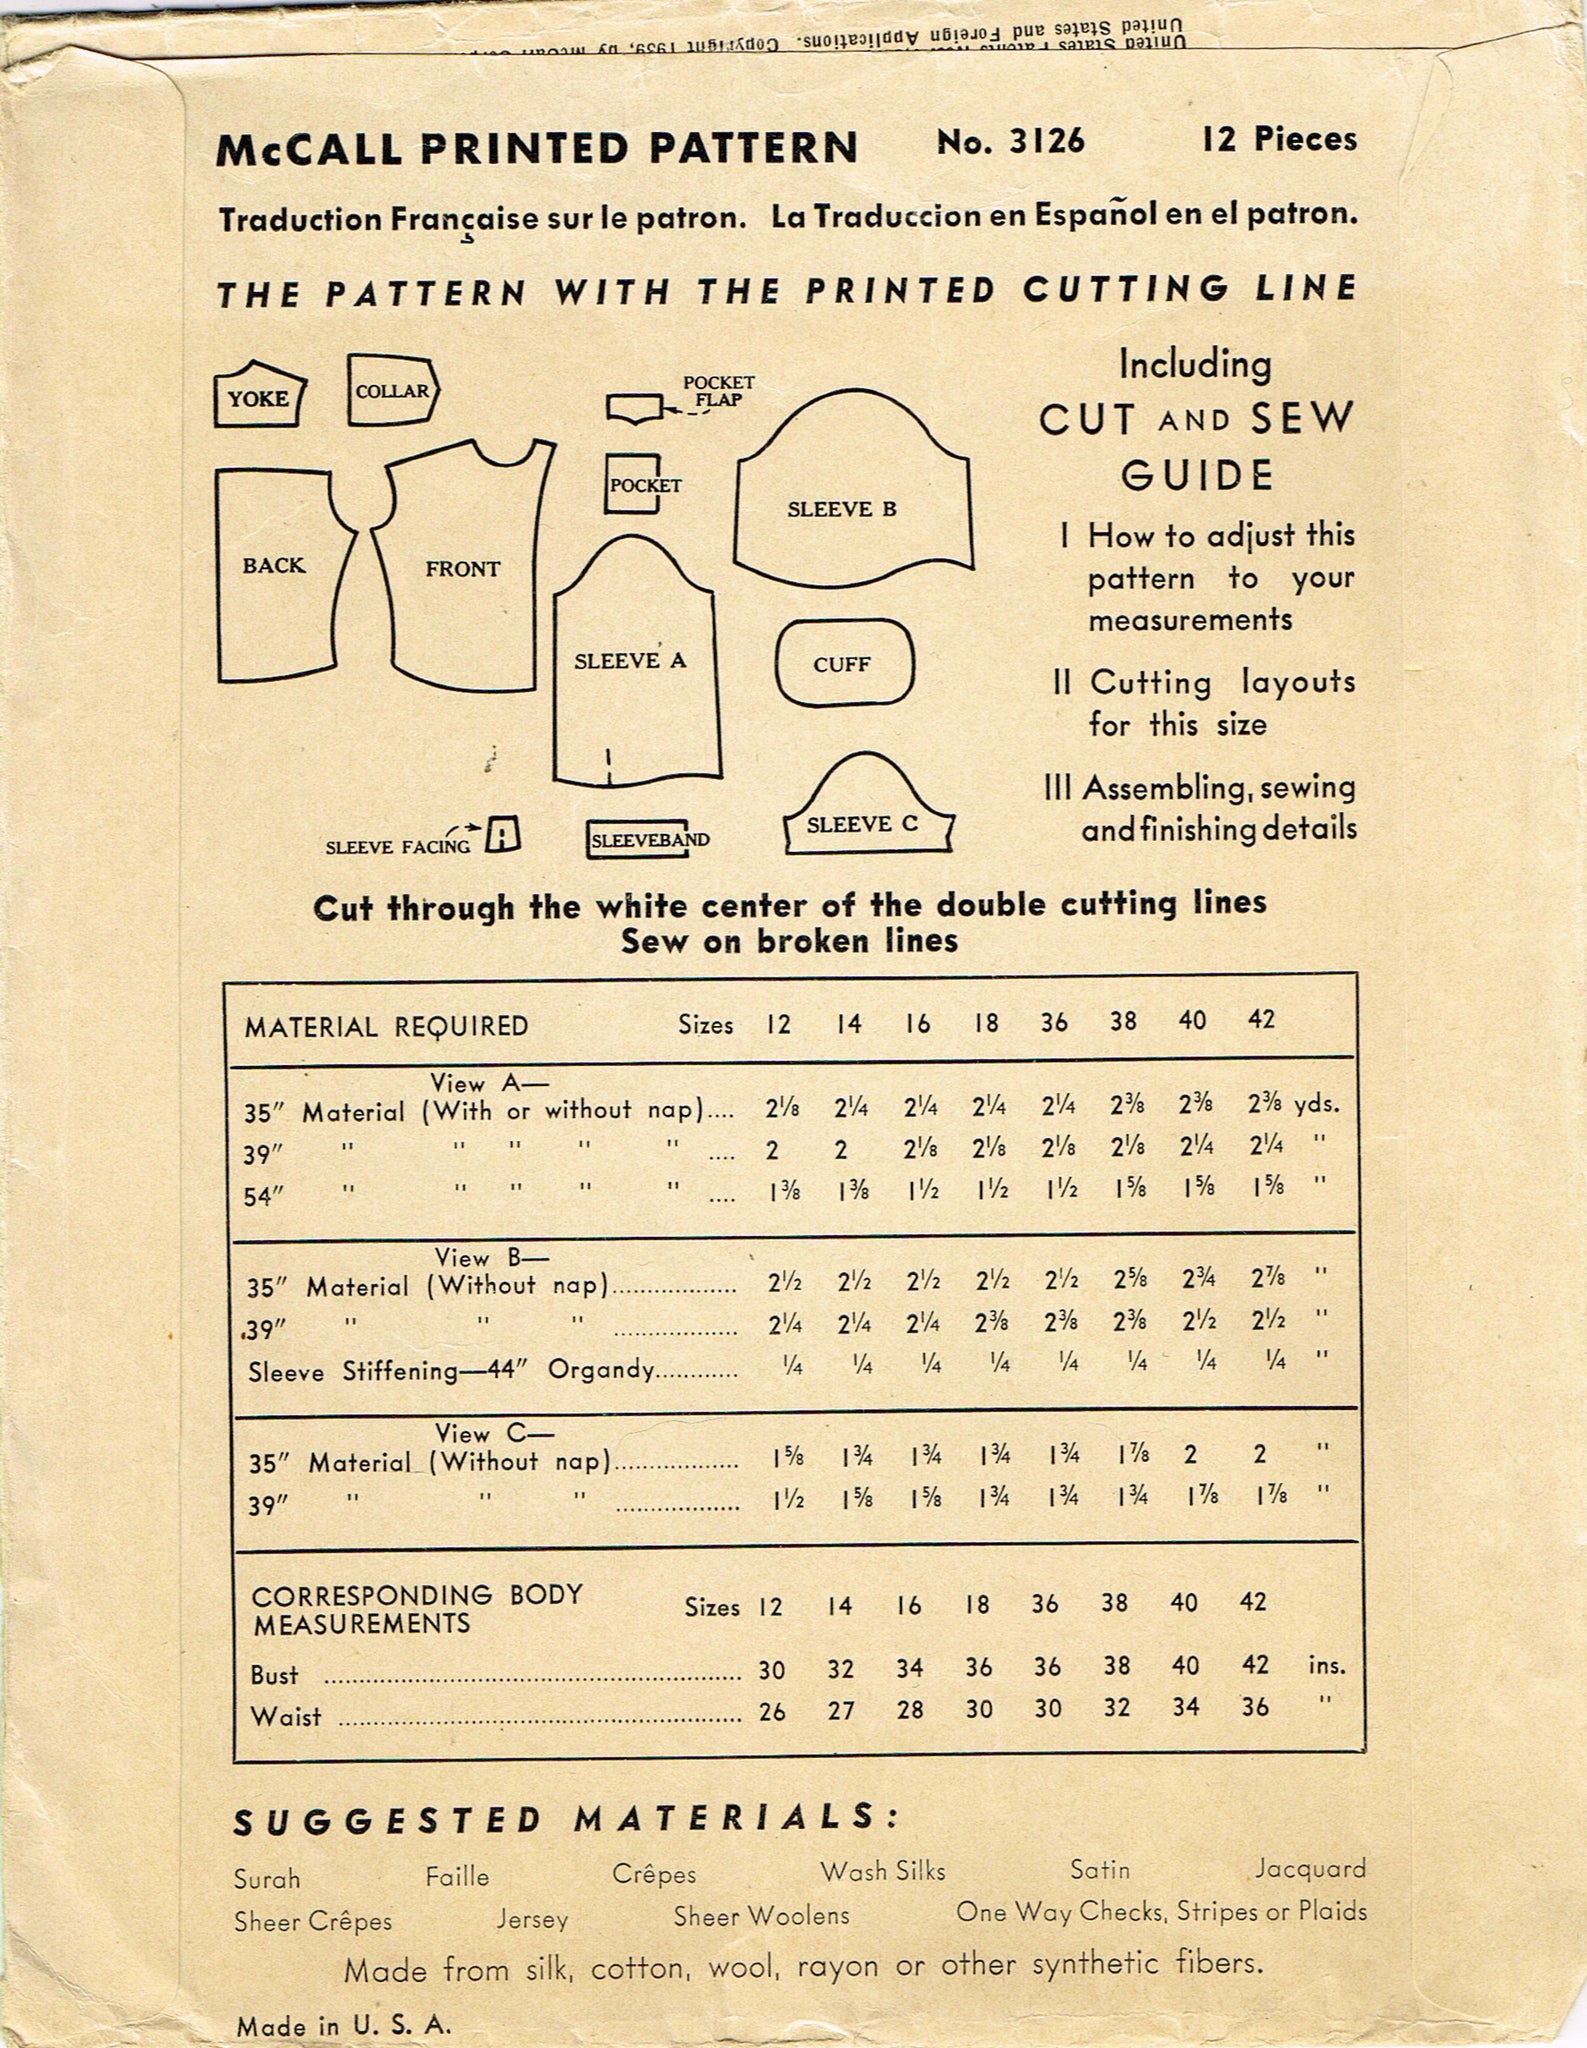 United States and Foreign Applications. Copyright 1939, by McCall
United States Patents
McCALL PRINTED PATTERN No. 3126 12 Pieces
Traduction Française sur le patron. La Traduccion en Español en el patron.
THE PATTERN WITH THE PRINTED CUTTING LINE
YOKE
COLLAR
POCKET
FLAP
POCKET
SLEEVE B
BACK
FRONT
SLEEVE A
CUFF
SLEEVE FACING
SLEEVEBAND
SLEEVE C
Including
CUT AND SEW
GUIDE
I How to adjust this
pattern to your
measurements
II Cutting layouts
for this size
III Assembling, sewing
and finishing details
Cut through the white center of the double cutting lines
Sew on broken lines
MATERIAL REQUIRED Sizes 12 14 16 18 36 38 40 42
View A—
35" Material (With or without nap).... 2⅛ 2¼ 2¼ 2¼ 2¼ 2⅜ 2⅜ 2⅜ yds.
39" " " " " " .... 2 2 2⅛ 2⅛ 2⅛ 2⅛ 2¼ 2¼ "
54" " " " " " .... 1⅜ 1⅜ 1½ 1½ 1½ 1⅝ 1⅝ 1⅝ "
View B—
35" Material (Without nap).................. 2½ 2½ 2½ 2½ 2½ 2⅝ 2¾ 2⅞ "
39" " " " .................. 2¼ 2¼ 2¼ 2⅜ 2⅜ 2⅜ 2½ 2½ "
Sleeve Stiffening—44" Organdy............ ¼ ¼ ¼ ¼ ¼ ¼ ¼ ¼ "
View C—
35" Material (Without nap).................. 1⅝ 1¾ 1¾ 1¾ 1¾ 1⅞ 2 2 "
39" " " " .................. 1½ 1⅝ 1⅝ 1¾ 1¾ 1¾ 1⅞ 1⅞ "
CORRESPONDING BODY
MEASUREMENTS Sizes 12 14 16 18 36 38 40 42
Bust .......................................................... 30 32 34 36 36 38 40 42 ins.
Waist ........................................................ 26 27 28 30 30 32 34 36 "
SUGGESTED MATERIALS:
Surah Faille Crêpes Wash Silks Satin Jacquard
Sheer Crêpes Jersey Sheer Woolens One Way Checks, Stripes or Plaids
Made from silk, cotton, wool, rayon or other synthetic fibers.
Made in U. S. A.